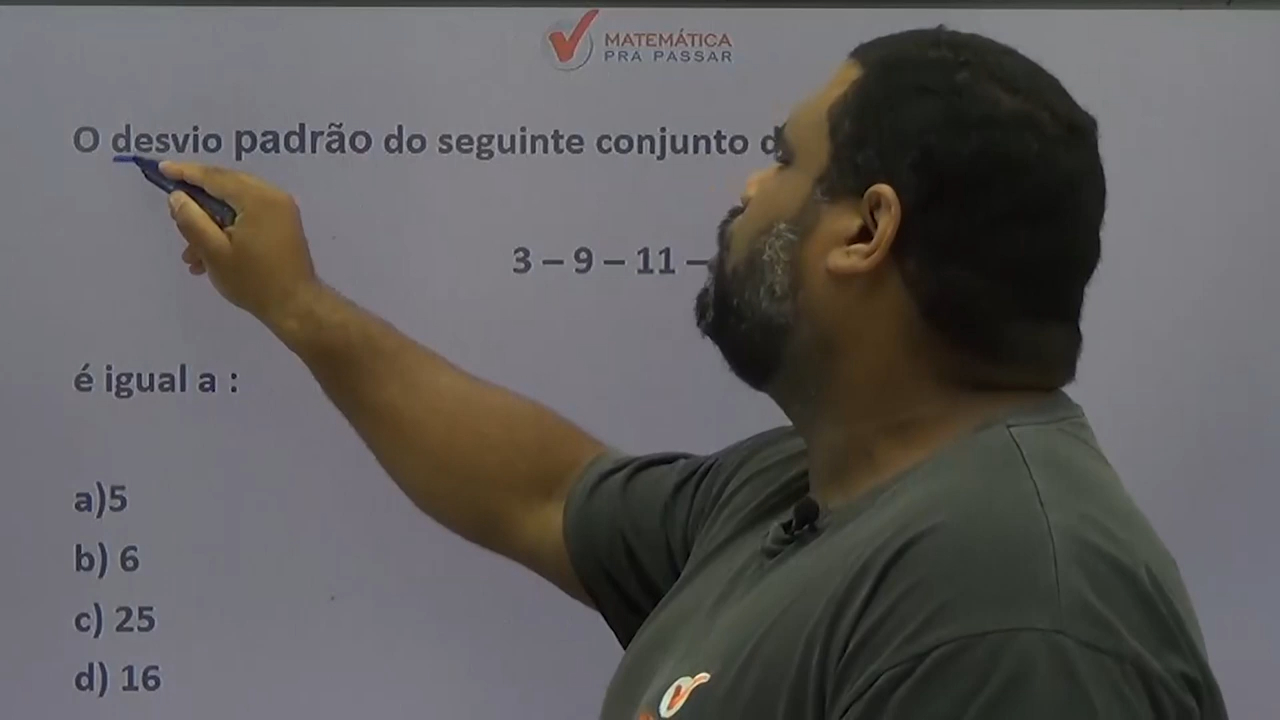 MATEMÁTICA
PRA PASSAR
O desvio padrão do seguinte conjunto
3 – 9 – 11 –
é igual a :
a)5
b) 6
c) 25
d) 16